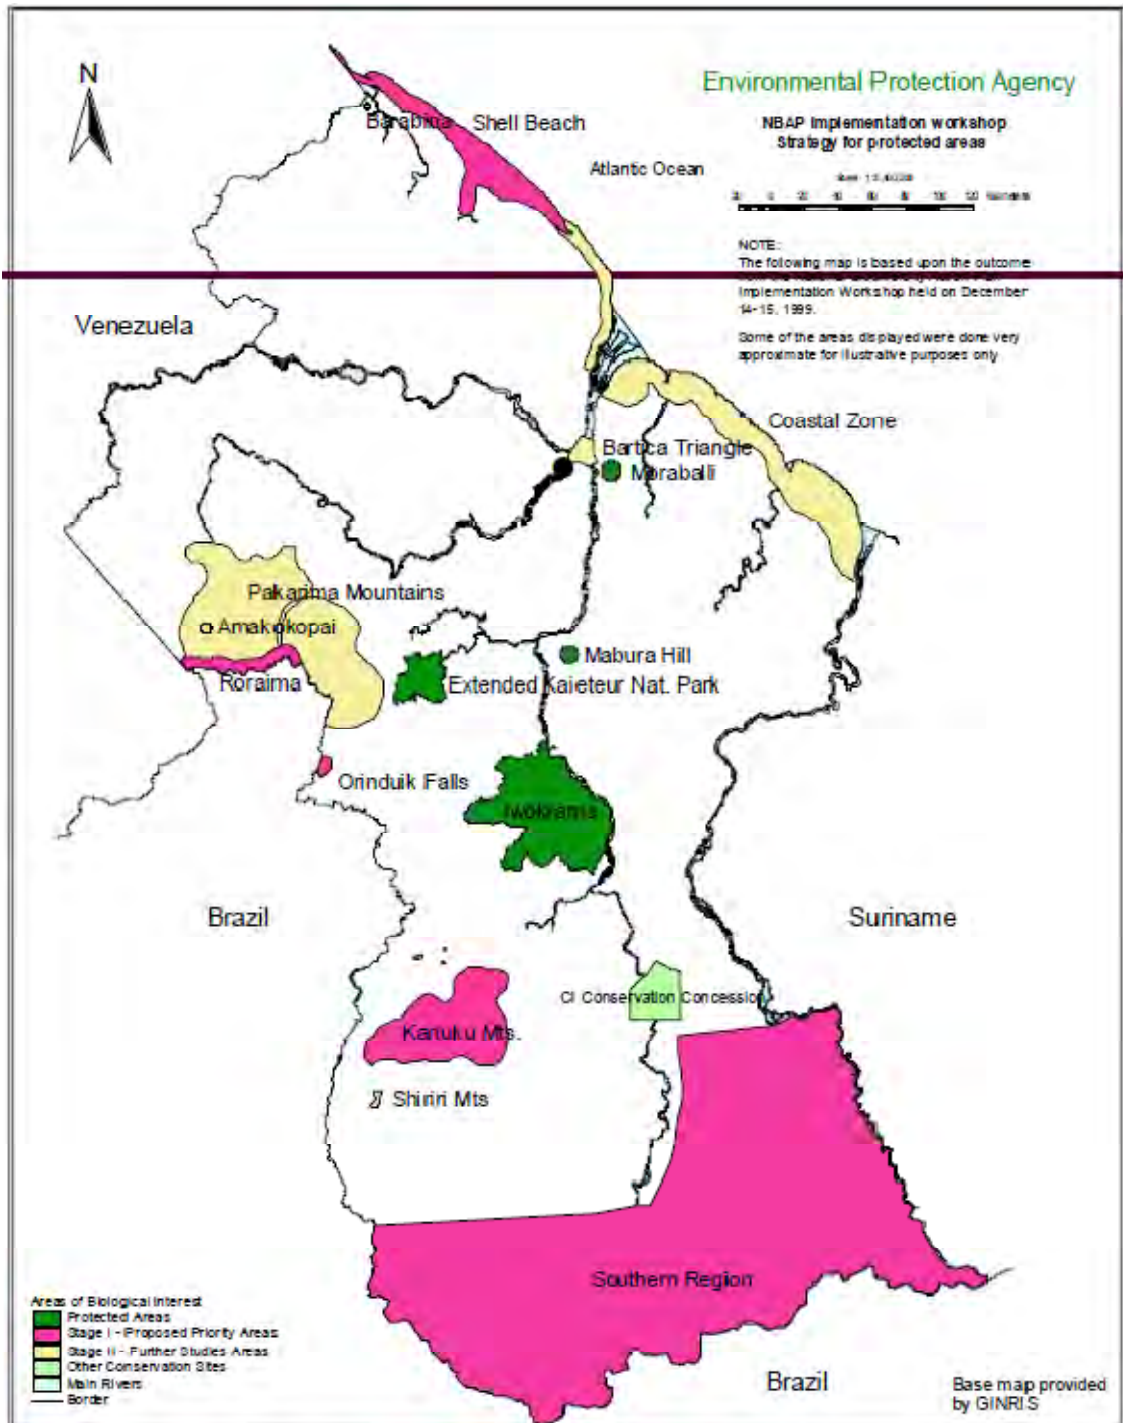 N
Environmental Protection Agency
NBAP Implementation workshop
Strategy for protected areas
Barabina
Shell Beach
Atlantic Ocean
NOTE:
The following map is based upon the outcome
Implementation Workshop held on December
14-15, 1999.
Some of the areas displayed were done very
approximate for illustrative purposes only
Venezuela
Coastal Zone
Bartica Triangle
Moraballi
Pakarima Mountains
Amakokopai
Mabura Hill
Roraima
Extended Kaieteur Nat. Park
Orinduik Falls
Iwokrama
Brazil
Suriname
CI Conservation Concession
Kanuku Mts.
Shiriri Mts
Southern Region
Areas of Biological Interest
Protected Areas
Stage I - Proposed Priority Areas
Stage II - Further Studies Areas
Other Conservation Sites
Main Rivers
Border
Brazil
Base map provided
by GINRIS